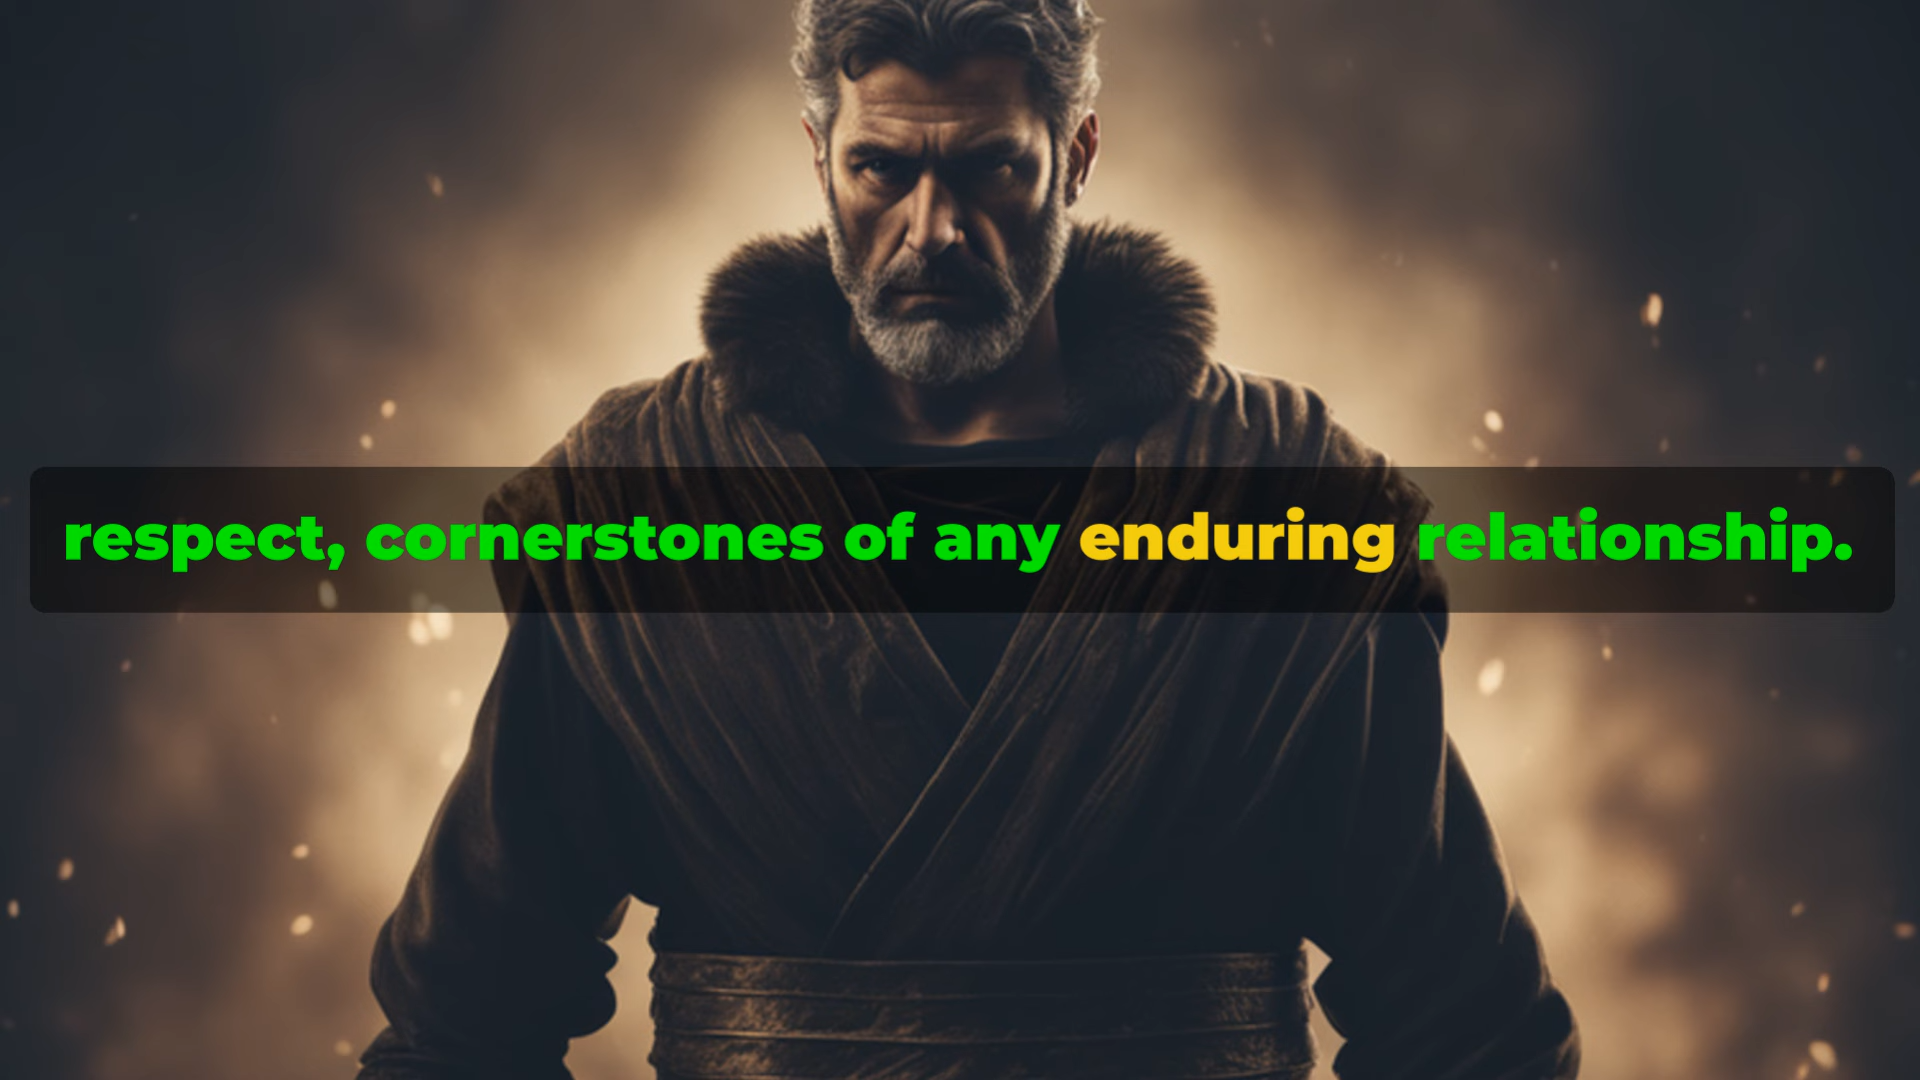 respect, cornerstones of any enduring relationship.